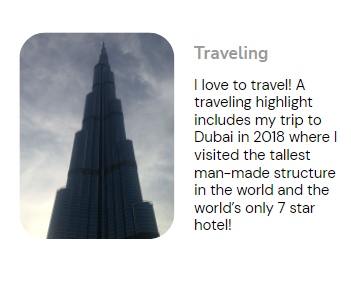 Traveling
I love to travel! A
traveling highlight
includes my trip to
Dubai in 2018 where I
visited the tallest
man-made structure
in the world and the
world's only 7 star
hotel!